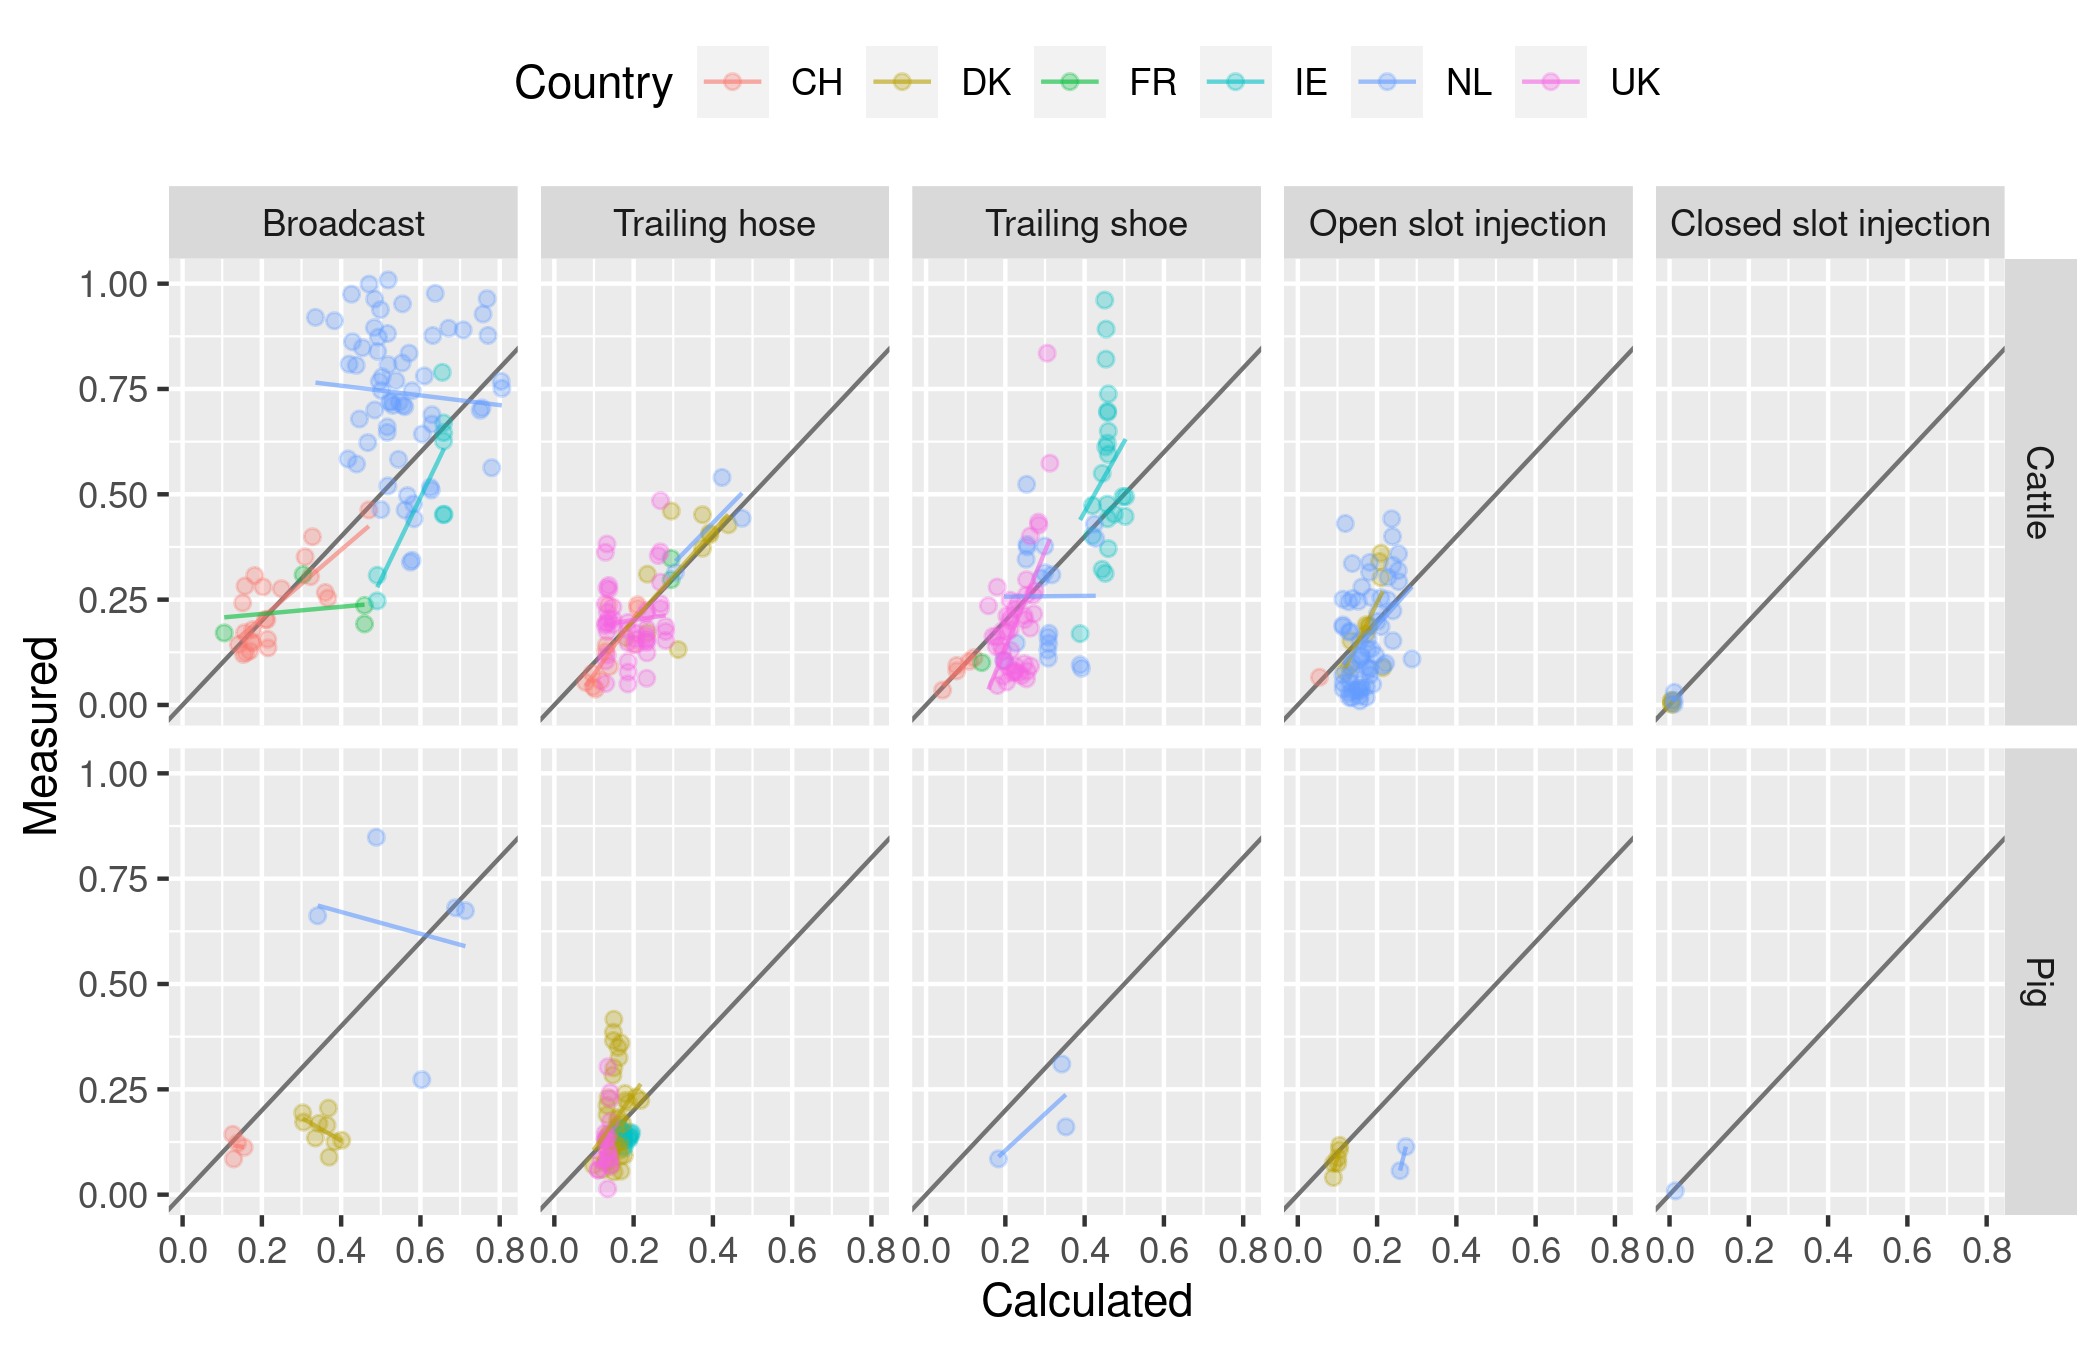 Country CH DK FR IE NL UK
Broadcast Trailing hose Trailing shoe Open slot injection Closed slot injection
1.00
0.75
0.50
0.25
0.00
Cattle
1.00
0.75
0.50
0.25
0.00
Pig
Measured
0.0 0.2 0.4 0.6 0.8 0.0 0.2 0.4 0.6 0.8 0.0 0.2 0.4 0.6 0.8 0.0 0.2 0.4 0.6 0.8 0.0 0.2 0.4 0.6 0.8
Calculated